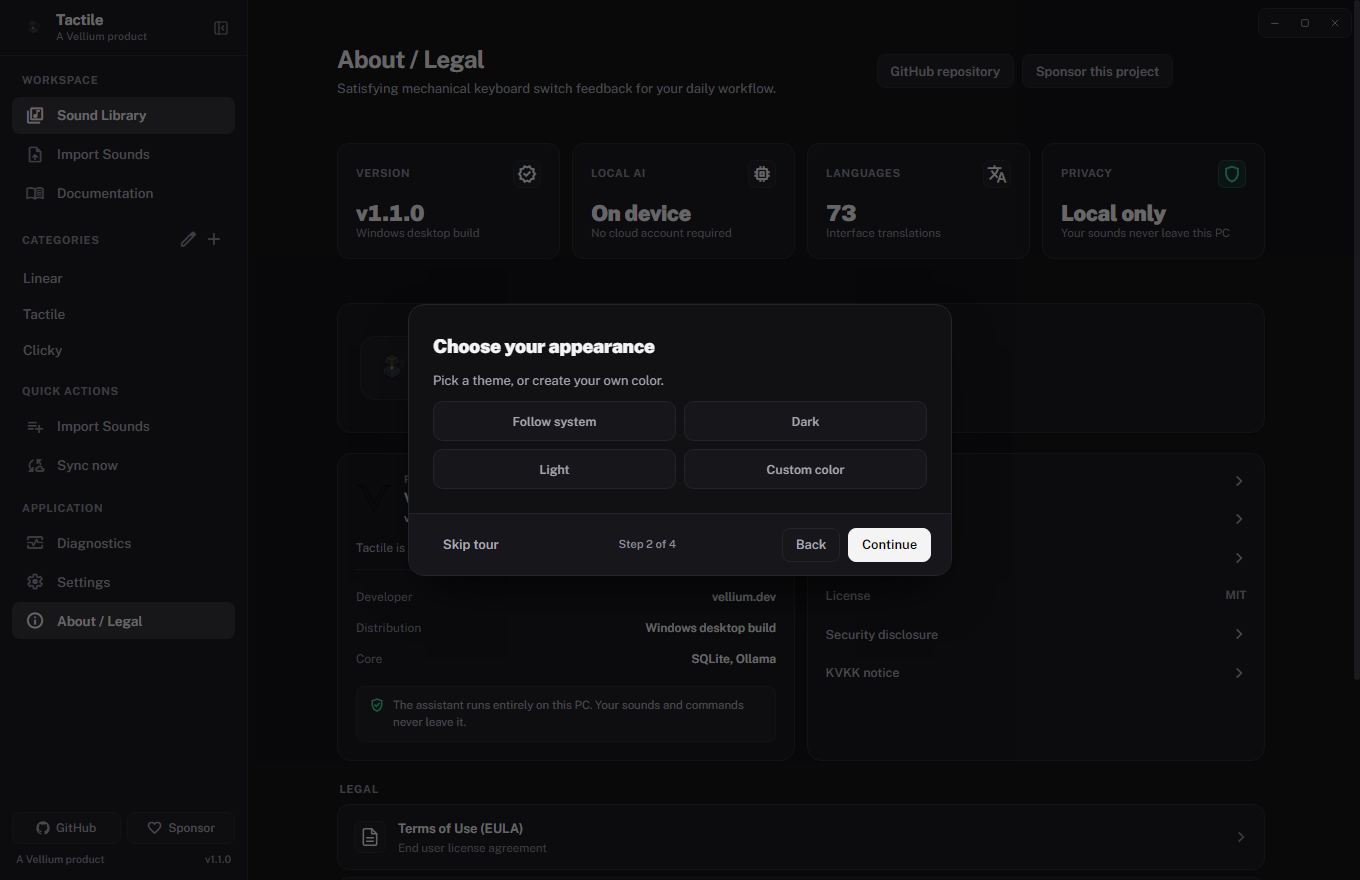 Tactile
A Vellium product
WORKSPACE
Sound Library
Import Sounds
Documentation
CATEGORIES
Linear
Tactile
Clicky
QUICK ACTIONS
Import Sounds
Sync now
APPLICATION
Diagnostics
Settings
About / Legal
GitHub
Sponsor
A Vellium product
v1.1.0
About / Legal
Satisfying mechanical keyboard switch feedback for your daily workflow.
GitHub repository
Sponsor this project
VERSION
v1.1.0
Windows desktop build
LOCAL AI
On device
No cloud account required
LANGUAGES
73
Interface translations
PRIVACY
Local only
Your sounds never leave this PC
Choose your appearance
Pick a theme, or create your own color.
Follow system
Dark
Light
Custom color
Skip tour
Step 2 of 4
Back
Continue
Tactile is
Developer
vellium.dev
Distribution
Windows desktop build
Core
SQLite, Ollama
The assistant runs entirely on this PC. Your sounds and commands
never leave it.
License
MIT
Security disclosure
KVKK notice
LEGAL
Terms of Use (EULA)
End user license agreement